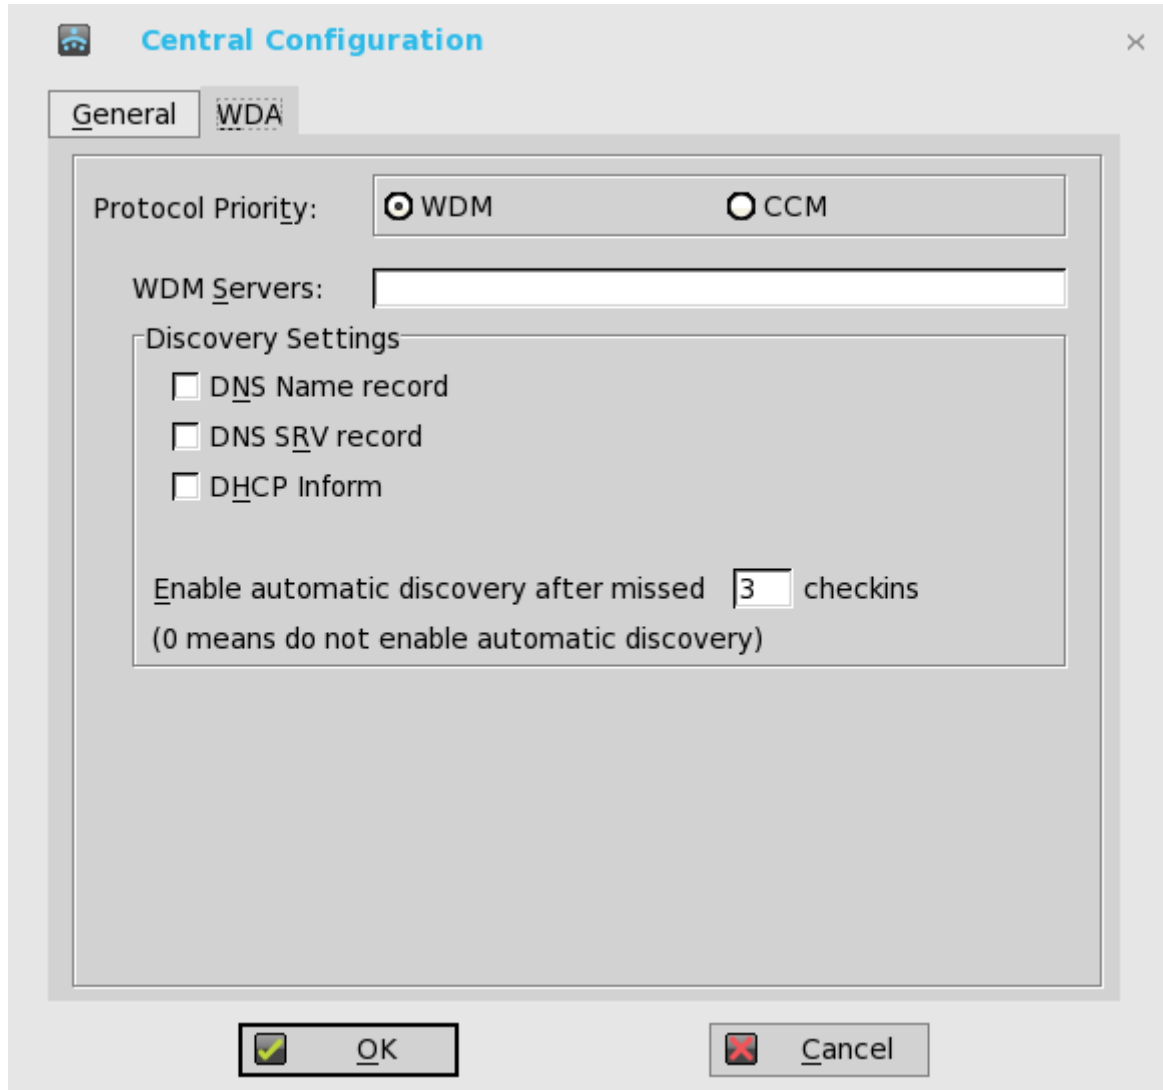 Central Configuration
General WDA
Protocol Priority: WDM CCM
WDM Servers:
Discovery Settings
DNS Name record
DNS SRV record
DHCP Inform
Enable automatic discovery after missed 3 checkins
(0 means do not enable automatic discovery)
OK Cancel